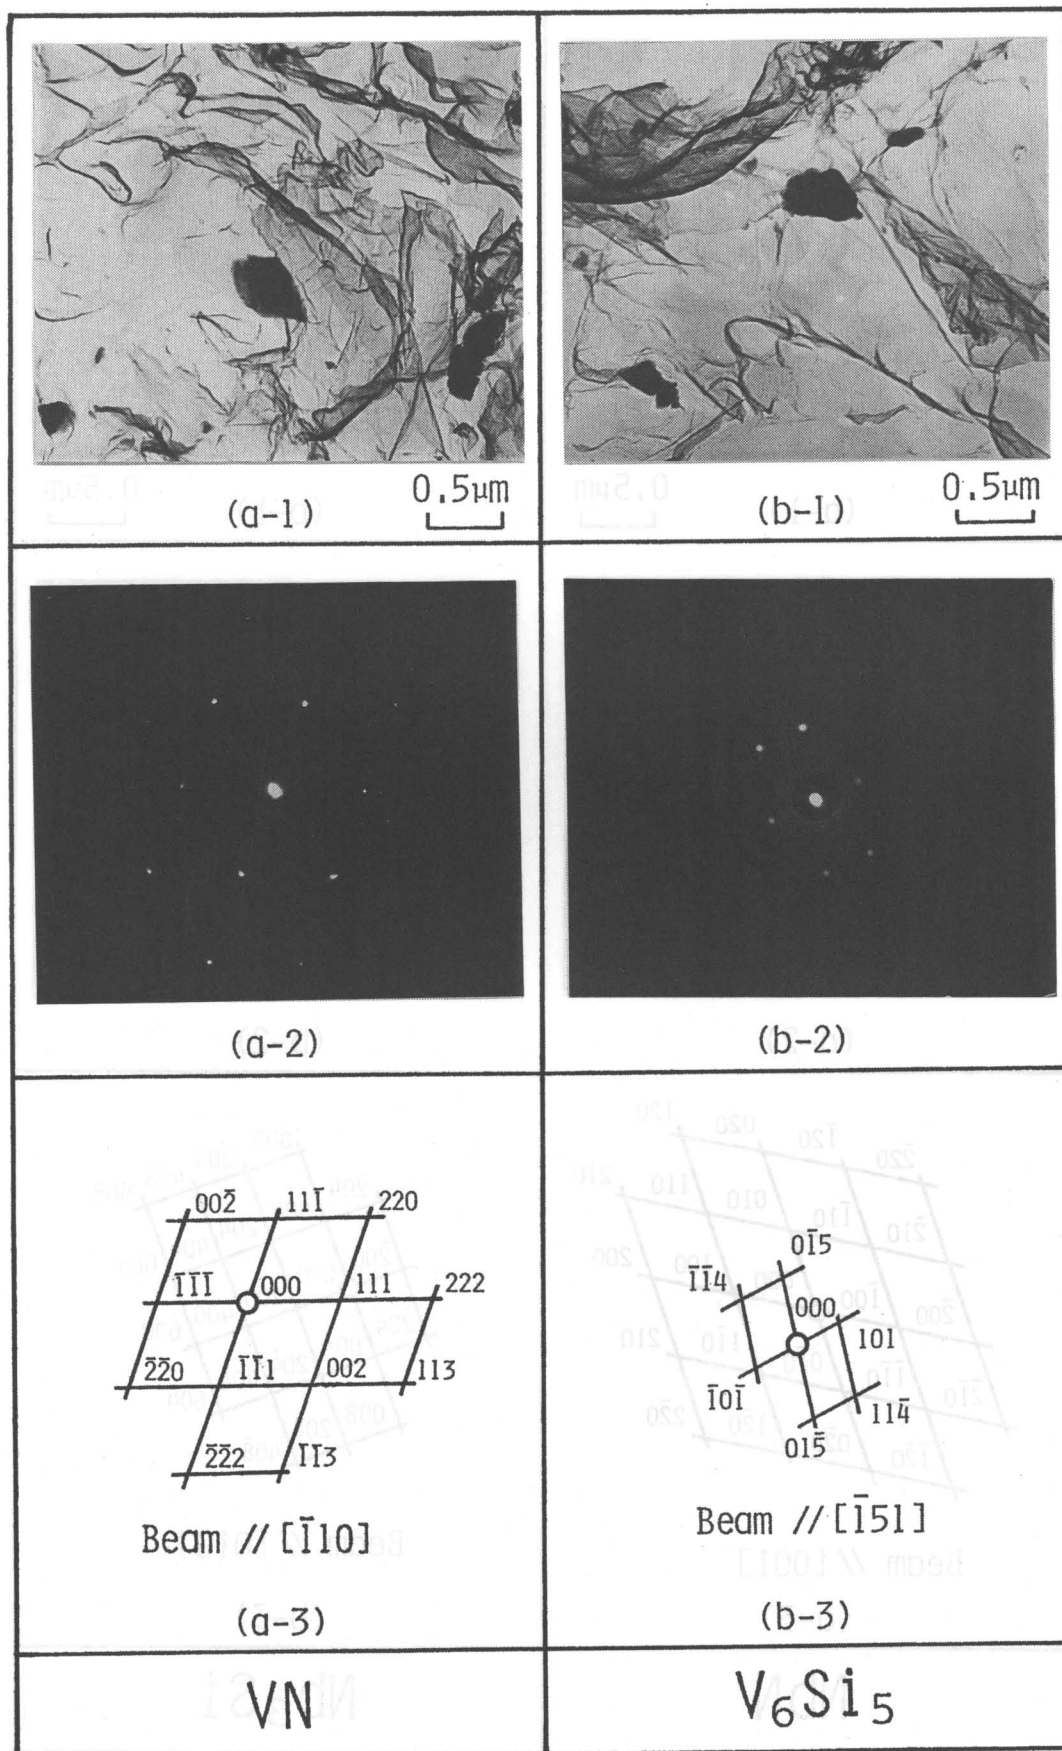 (a-1) 0.5μm
(b-1) 0.5μm
(a-2)
(b-2)
002̄ 111̄ 220
1̄1̄1̄ 000 111 222
2̄2̄0 1̄1̄1 002 113
2̄2̄2 1̄1̄3
Beam // [1̄10]
(a-3)
01̄5
1̄1̄4 000
101
1̄01̄ 114̄
015̄
Beam // [1̄51]
(b-3)
VN
V₆Si₅